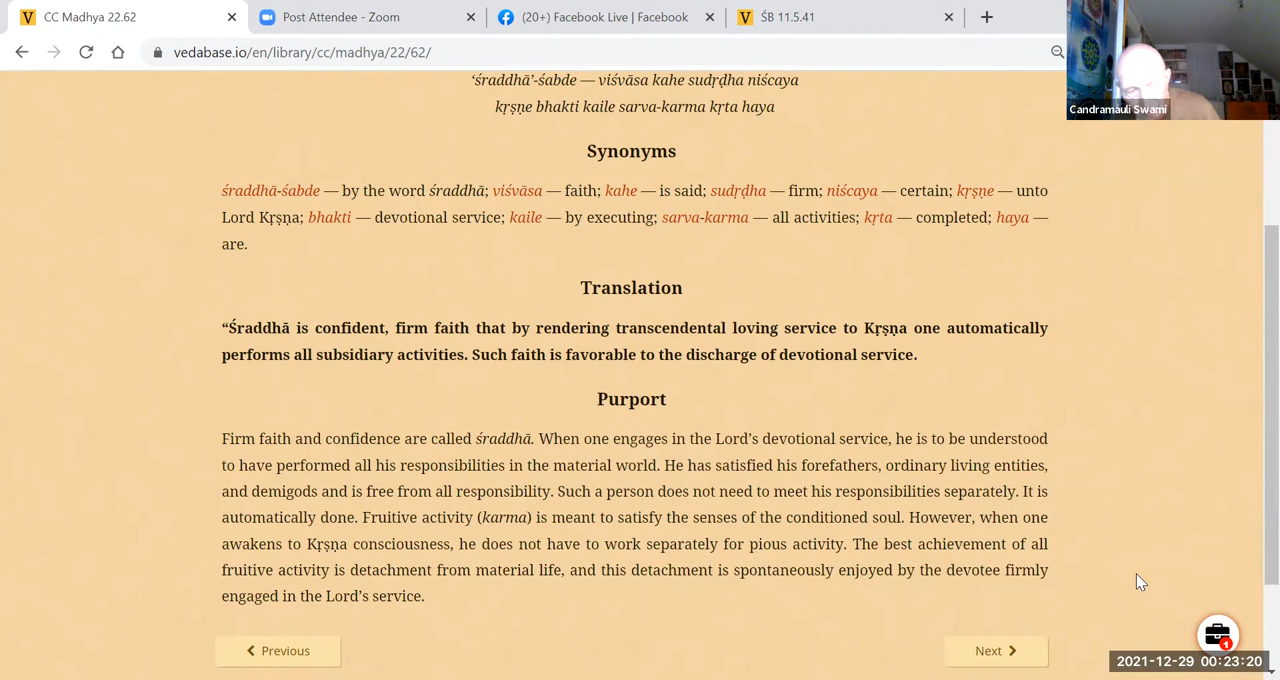 CC Madhya 22.62
Post Attendee - Zoom
(20+) Facebook Live | Facebook
ŚB 11.5.41
vedabase.io/en/library/cc/madhya/22/62/
Candramauli Swami
‘śraddhā’-śabde — viśvāsa kahe sudṛḍha niścaya
kṛṣṇe bhakti kaile sarva-karma kṛta haya
Synonyms
śraddhā-śabde — by the word śraddhā; viśvāsa — faith; kahe — is said; sudṛḍha — firm; niścaya — certain; kṛṣṇe — unto
Lord Kṛṣṇa; bhakti — devotional service; kaile — by executing; sarva-karma — all activities; kṛta — completed; haya —
are.
Translation
“Śraddhā is confident, firm faith that by rendering transcendental loving service to Kṛṣṇa one automatically
performs all subsidiary activities. Such faith is favorable to the discharge of devotional service.
Purport
Firm faith and confidence are called śraddhā. When one engages in the Lord’s devotional service, he is to be understood
to have performed all his responsibilities in the material world. He has satisfied his forefathers, ordinary living entities,
and demigods and is free from all responsibility. Such a person does not need to meet his responsibilities separately. It is
automatically done. Fruitive activity (karma) is meant to satisfy the senses of the conditioned soul. However, when one
awakens to Kṛṣṇa consciousness, he does not have to work separately for pious activity. The best achievement of all
fruitive activity is detachment from material life, and this detachment is spontaneously enjoyed by the devotee firmly
engaged in the Lord’s service.
Previous
Next
1
2021-12-29 00:23:20